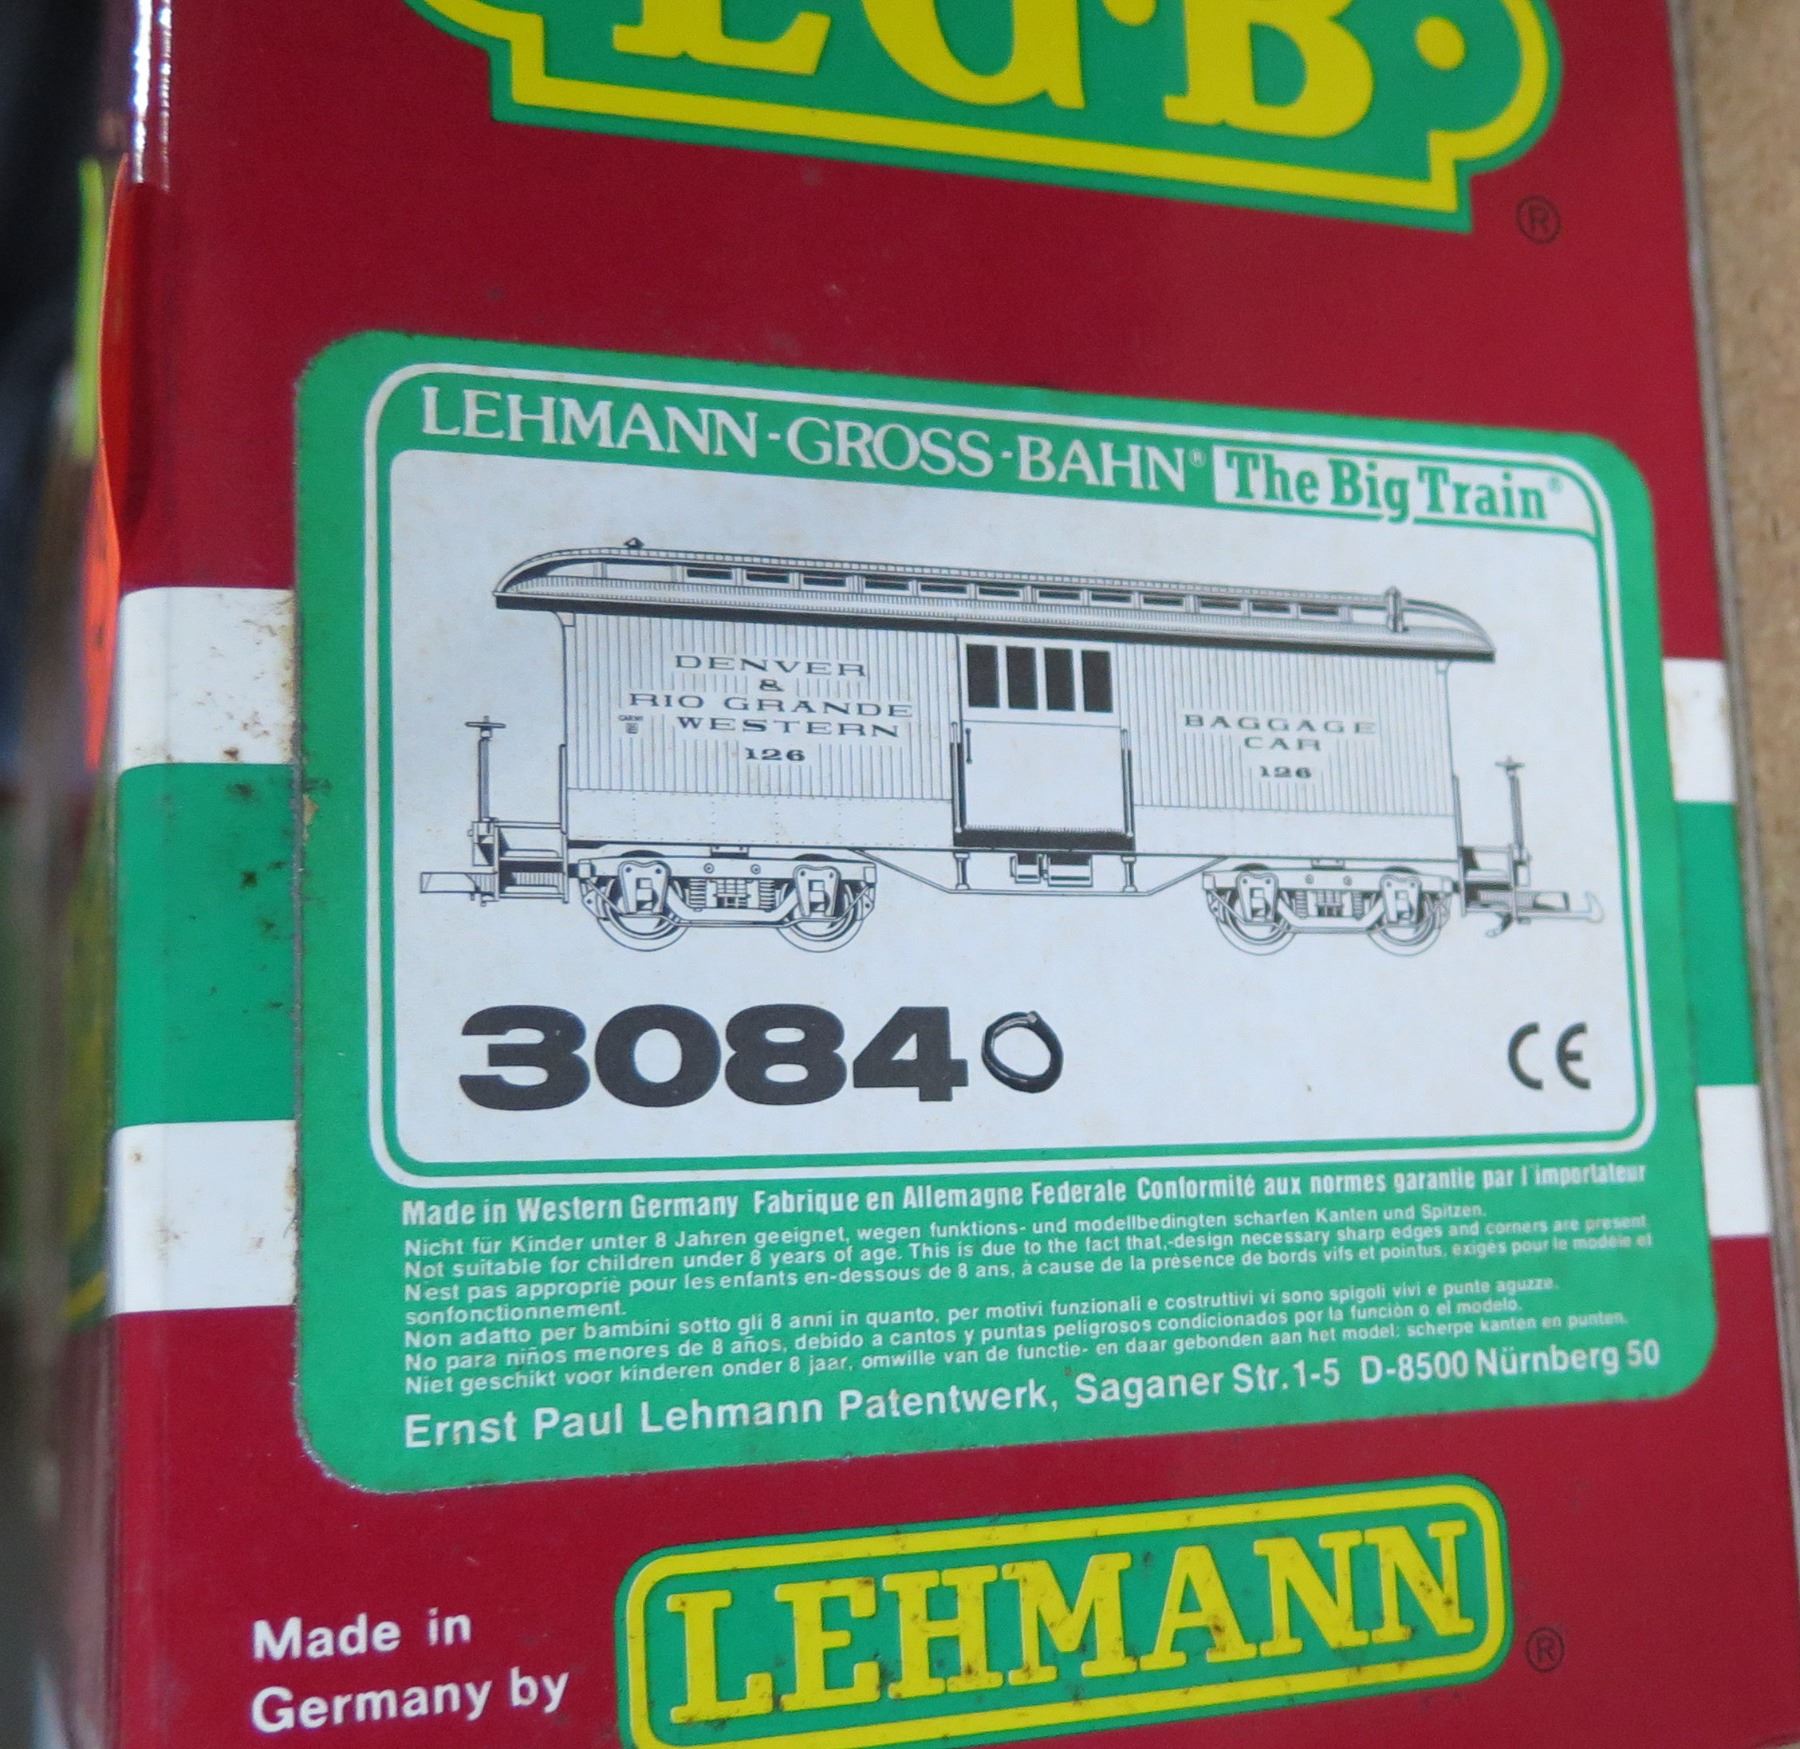 L·G·B·
®
LEHMANN-GROSS-BAHN® The Big Train®
DENVER
&
RIO GRANDE
WESTERN
126
BAGGAGE
CAR
126
3084
CE
Made in Western Germany Fabrique en Allemagne Federale Conformité aux normes garantie par l'importateur
Nicht für Kinder unter 8 Jahren geeignet, wegen funktions- und modellbedingten scharfen Kanten und Spitzen.
Not suitable for children under 8 years of age. This is due to the fact that,-design necessary sharp edges and corners are present
N'est pas approprié pour les enfants en-dessous de 8 ans, à cause de la présence de bords vifs et pointus, exigés pour le modèle et
sonfonctionnement.
Non adatto per bambini sotto gli 8 anni in quanto, per motivi funzionali e costruttivi vi sono spigoli vivi e punte aguzze.
No para niños menores de 8 años, debido a cantos y puntas peligrosos condicionados por la función o el modelo.
Niet geschikt voor kinderen onder 8 jaar, omwille van de functie- en daar gebonden aan het model: scherpe kanten en punten.
Ernst Paul Lehmann Patentwerk, Saganer Str. 1-5 D-8500 Nürnberg 50
Made in
Germany by
LEHMANN
®